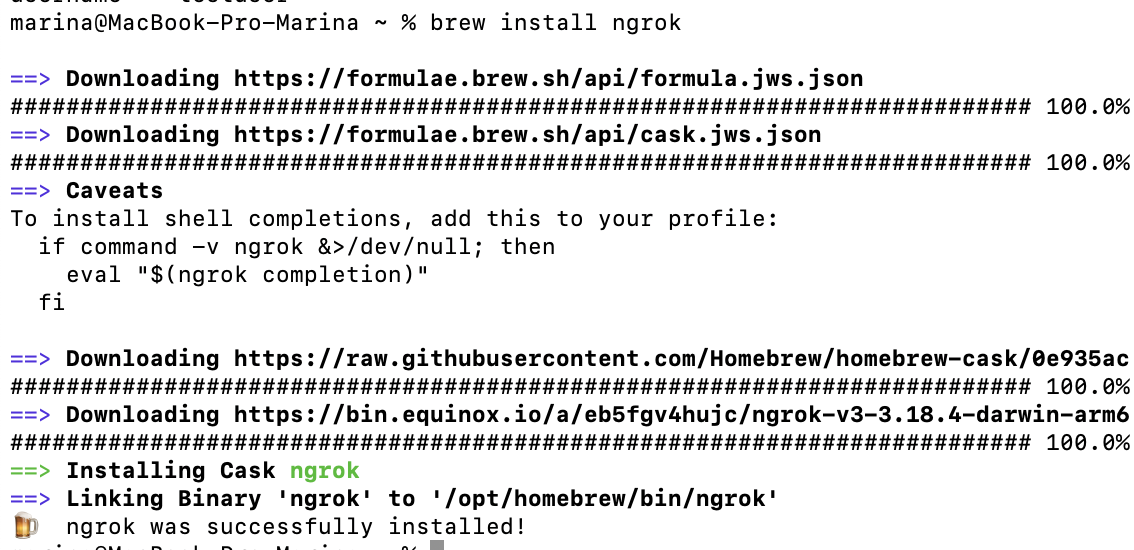 marina@MacBook-Pro-Marina ~ % brew install ngrok
==> Downloading https://formulae.brew.sh/api/formula.jws.json
######################################################################### 100.0%
==> Downloading https://formulae.brew.sh/api/cask.jws.json
######################################################################### 100.0%
==> Caveats
To install shell completions, add this to your profile:
  if command -v ngrok &>/dev/null; then
    eval "$(ngrok completion)"
  fi
==> Downloading https://raw.githubusercontent.com/Homebrew/homebrew-cask/0e935ac
######################################################################### 100.0%
==> Downloading https://bin.equinox.io/a/eb5fgv4hujc/ngrok-v3-3.18.4-darwin-arm6
######################################################################### 100.0%
==> Installing Cask ngrok
==> Linking Binary 'ngrok' to '/opt/homebrew/bin/ngrok'
🍺  ngrok was successfully installed!